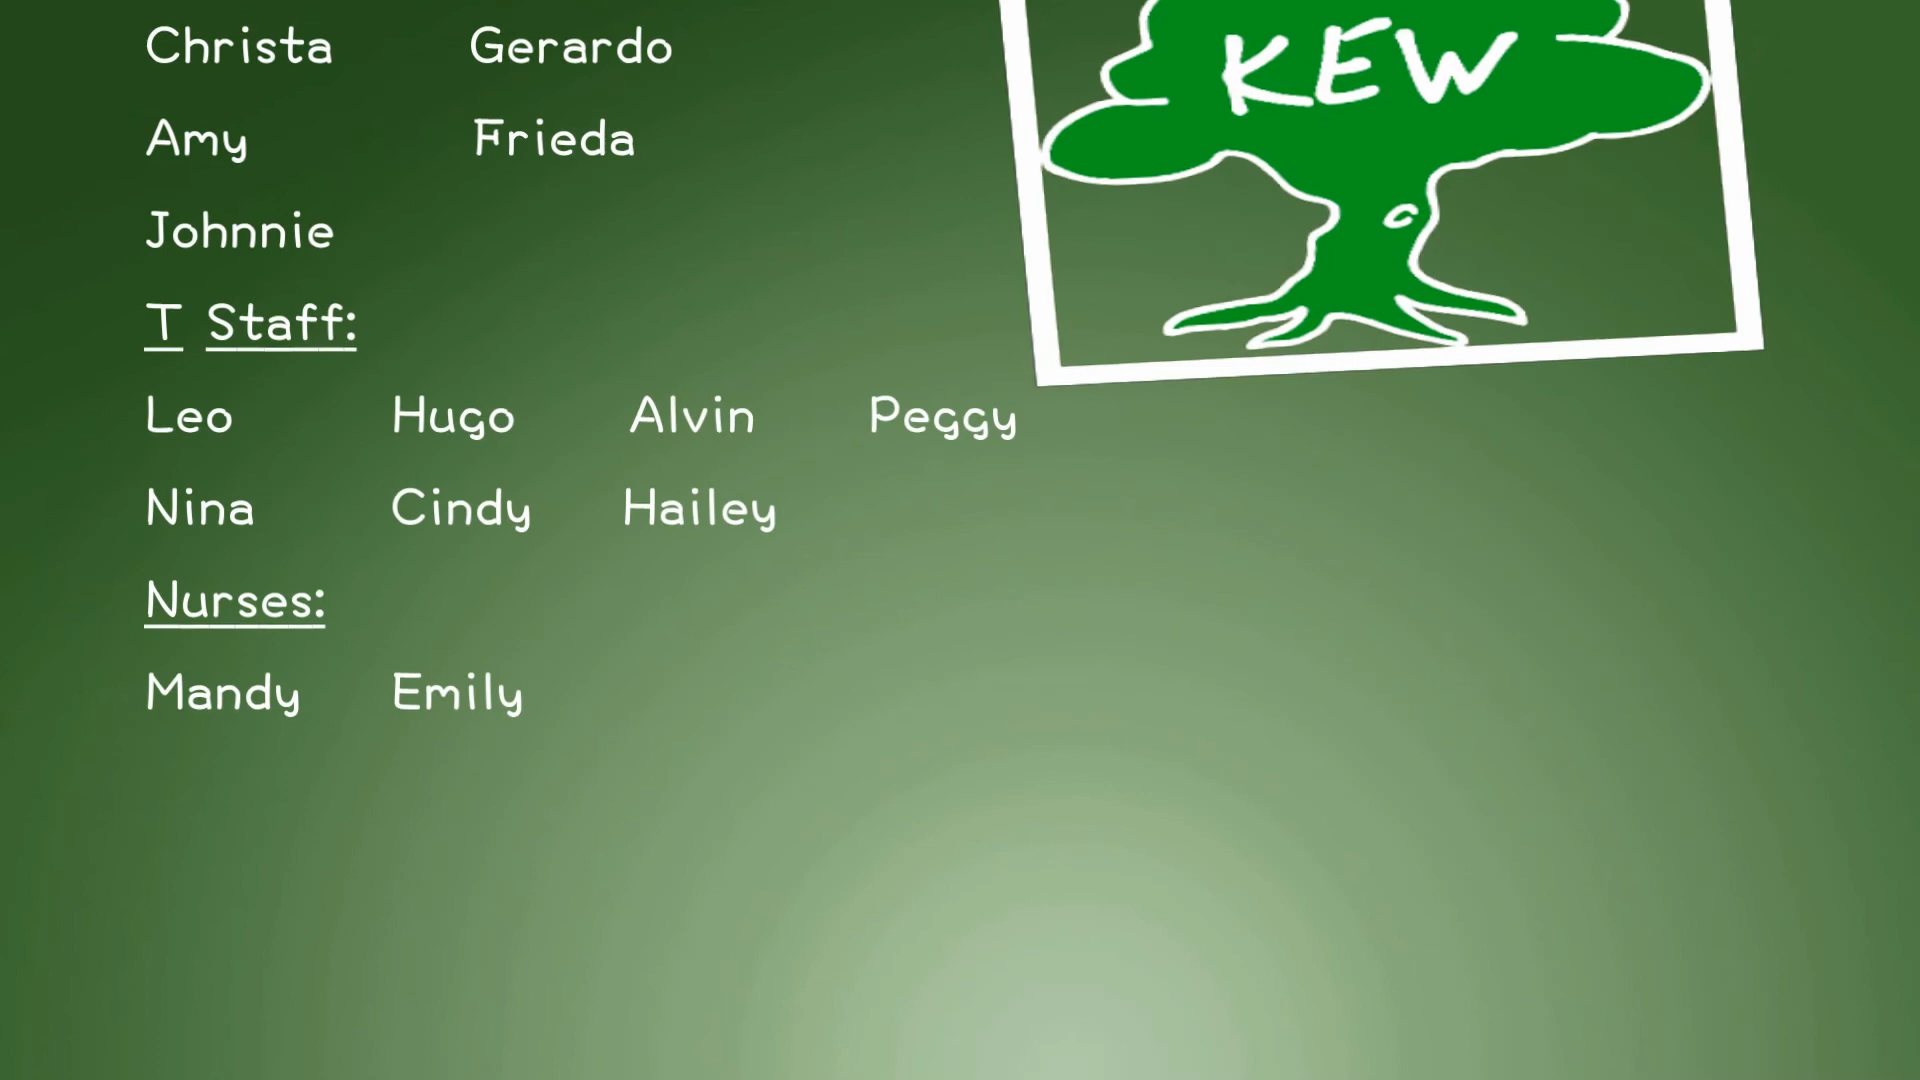 KEW
Christa Gerardo
Amy Frieda
Johnnie
T Staff:
Leo Hugo Alvin Peggy
Nina Cindy Hailey
Nurses:
Mandy Emily